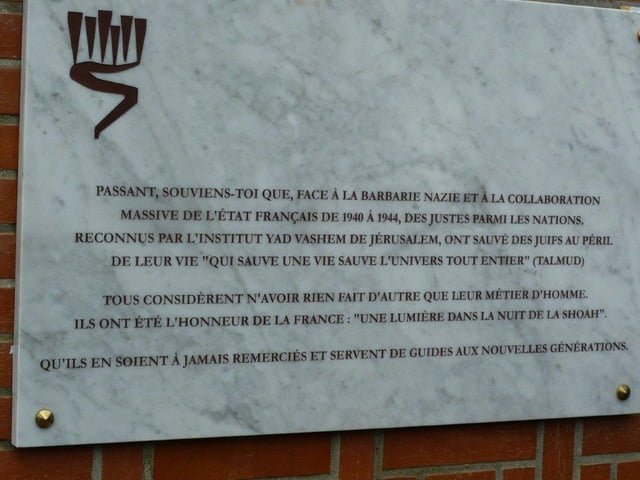 PASSANT, SOUVIENS-TOI QUE, FACE À LA BARBARIE NAZIE ET À LA COLLABORATION
MASSIVE DE L'ÉTAT FRANÇAIS DE 1940 À 1944, DES JUSTES PARMI LES NATIONS,
RECONNUS PAR L'INSTITUT YAD VASHEM DE JÉRUSALEM, ONT SAUVÉ DES JUIFS AU PÉRIL
DE LEUR VIE "QUI SAUVE UNE VIE SAUVE L'UNIVERS TOUT ENTIER" (TALMUD)
TOUS CONSIDÈRENT N'AVOIR RIEN FAIT D'AUTRE QUE LEUR MÉTIER D'HOMME.
ILS ONT ÉTÉ L'HONNEUR DE LA FRANCE : "UNE LUMIÈRE DANS LA NUIT DE LA SHOAH".
QU'ILS EN SOIENT À JAMAIS REMERCIÉS ET SERVENT DE GUIDES AUX NOUVELLES GÉNÉRATIONS.